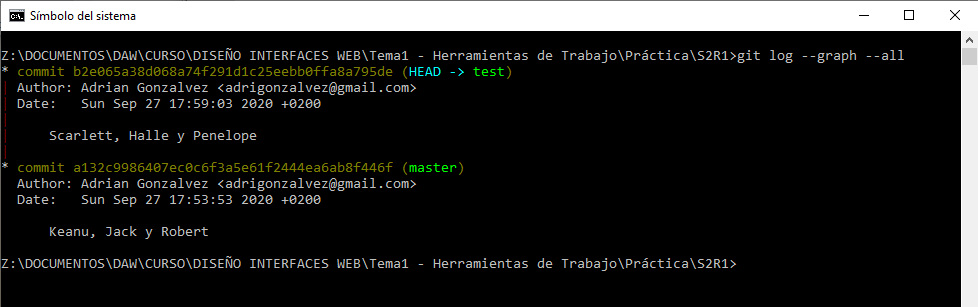 Símbolo del sistema
Z:\DOCUMENTOS\DAW\CURSO\DISEÑO INTERFACES WEB\Tema1 - Herramientas de Trabajo\Práctica\S2R1>git log --graph --all
* commit b2e065a38d068a74f291d1c25eebb0ffa8a795de (HEAD -> test)
| Author: Adrian Gonzalvez <adrigonzalvez@gmail.com>
| Date:   Sun Sep 27 17:59:03 2020 +0200
|
|     Scarlett, Halle y Penelope
|
* commit a132c9986407ec0c6f3a5e61f2444ea6ab8f446f (master)
  Author: Adrian Gonzalvez <adrigonzalvez@gmail.com>
  Date:   Sun Sep 27 17:53:53 2020 +0200
      Keanu, Jack y Robert
Z:\DOCUMENTOS\DAW\CURSO\DISEÑO INTERFACES WEB\Tema1 - Herramientas de Trabajo\Práctica\S2R1>